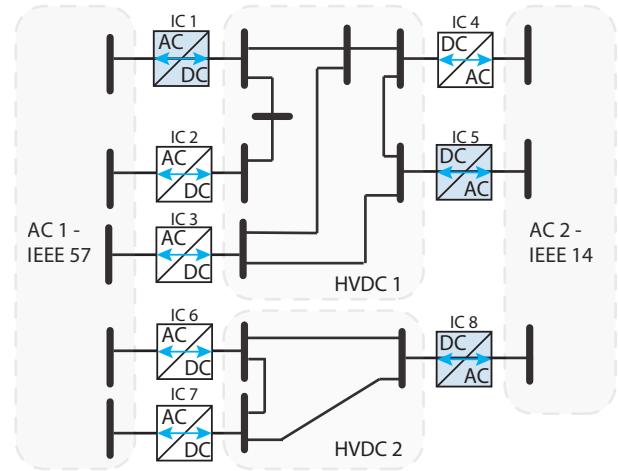 IC 1
AC
DC
IC 4
DC
AC
IC 2
AC
DC
IC 5
DC
AC
IC 3
AC
DC
AC 1 -
IEEE 57
AC 2 -
IEEE 14
HVDC 1
IC 6
AC
DC
IC 8
DC
AC
IC 7
AC
DC
HVDC 2